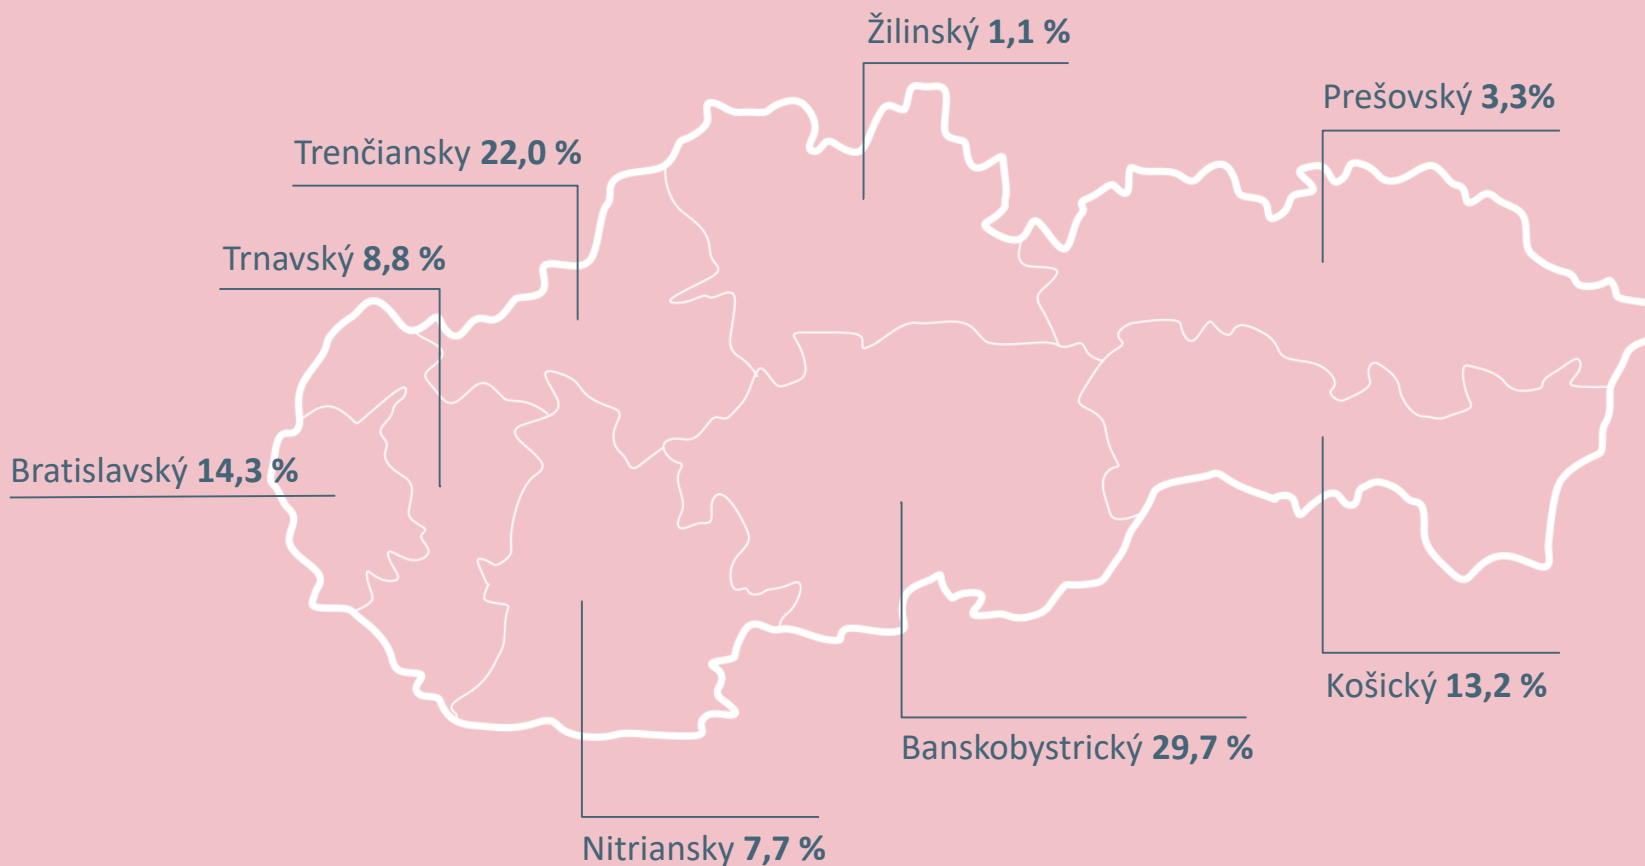 Žilinský 1,1 %
Prešovský 3,3%
Trenčiansky 22,0 %
Trnavský 8,8 %
Bratislavský 14,3 %
Košický 13,2 %
Banskobystrický 29,7 %
Nitriansky 7,7 %